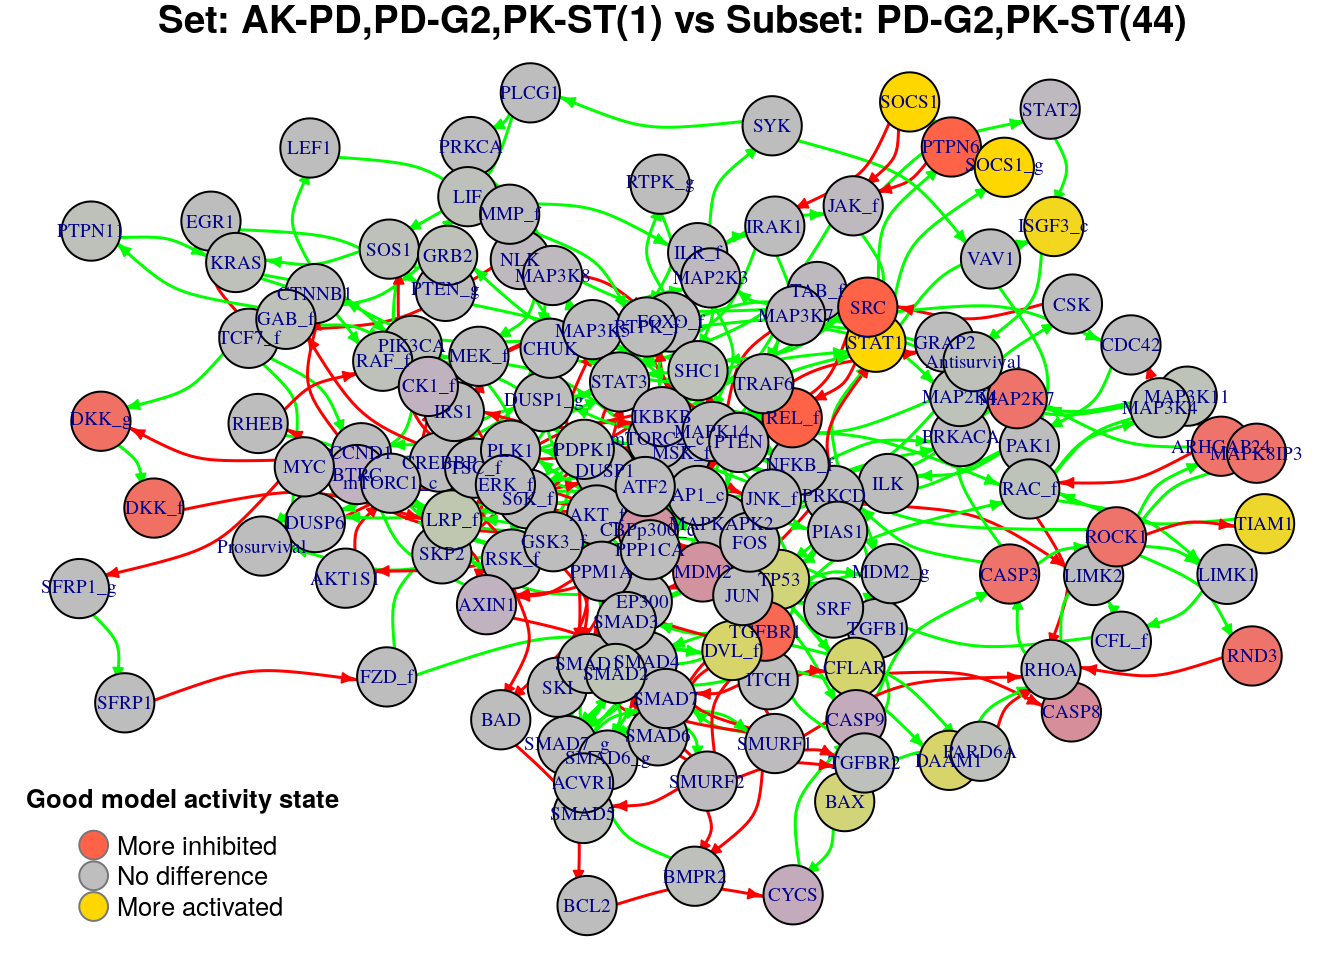 Set: AK-PD,PD-G2,PK-ST(1) vs Subset: PD-G2,PK-ST(44)
PLCG1
SOCS1
STAT2
SYK
PRKCA
LEF1
PTPN6
SOCS1_g
RTPK_g
LIF
MMP_f
JAK_f
EGR1
PTPN11
IRAK1
ISGF3_c
SOS1
ILR_f
GRB2
NLK
VAV1
KRAS
MAP3K8
MAP2K3
PTEN_g
CTNNB1
TAB_f
CSK
SRC
GAB_f
MAP3K7
FOXO_f
RTPK_f
MAP3K5
TCF7_f
PIK3CA
STAT1
GRAP2
CDC42
CHUK
MEK_f
RAF_f
Antisurvival
SHC1
STAT3
TRAF6
CK1_f
MAP2K4
MAP2K7
MAP3K11
MAP3K4
DUSP1_g
IRS1
IKBKB
REL_f
DKK_g
RHEB
MAPK14
mTORC2_c
PTEN
PRKACA
PAK1
ARHGAP24
MAPK8IP3
CCND1
PLK1
PDPK1
MSK_f
CREBBP
TSC_f
NFKB_f
MYC
BTRC
DUSP1
mTORC1_c
ERK_f
S6K_f
ATF2
AP1_c
JNK_f
PRKCD
ILK
RAC_f
DKK_f
DUSP6
LRP_f
AKT_f
CBPp300_c
MAPKAPK2
PIAS1
TIAM1
ROCK1
Prosurvival
SKP2
RSK_f
GSK3_f
PPP1CA
FOS
PPM1A
MDM2
TP53
MDM2_g
CASP3
LIMK2
LIMK1
AKT1S1
SFRP1_g
AXIN1
EP300
JUN
SRF
SMAD3
TGFBR1
TGFB1
CFL_f
DVL_f
RND3
SMAD1
SMAD4
SMAD2
CFLAR
RHOA
FZD_f
SKI
ITCH
SMAD7
SFRP1
BAD
CASP9
CASP8
SMAD7_g
SMAD6
SMURF1
SMAD6_g
TGFBR2
DAAM1
PARD6A
ACVR1
SMURF2
BAX
SMAD5
BMPR2
CYCS
BCL2
Good model activity state
More inhibited
No difference
More activated